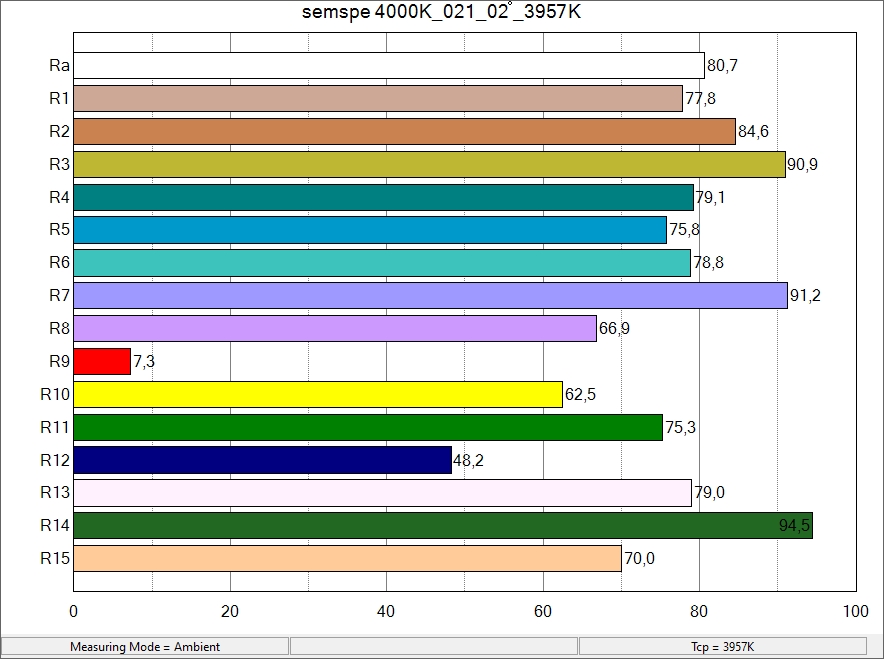 semspe 4000K_021_02°_3957K
Ra 80,7
R1 77,8
R2 84,6
R3 90,9
R4 79,1
R5 75,8
R6 78,8
R7 91,2
R8 66,9
R9 7,3
R10 62,5
R11 75,3
R12 48,2
R13 79,0
R14 94,5
R15 70,0
0 20 40 60 80 100
Measuring Mode = Ambient Tcp = 3957K